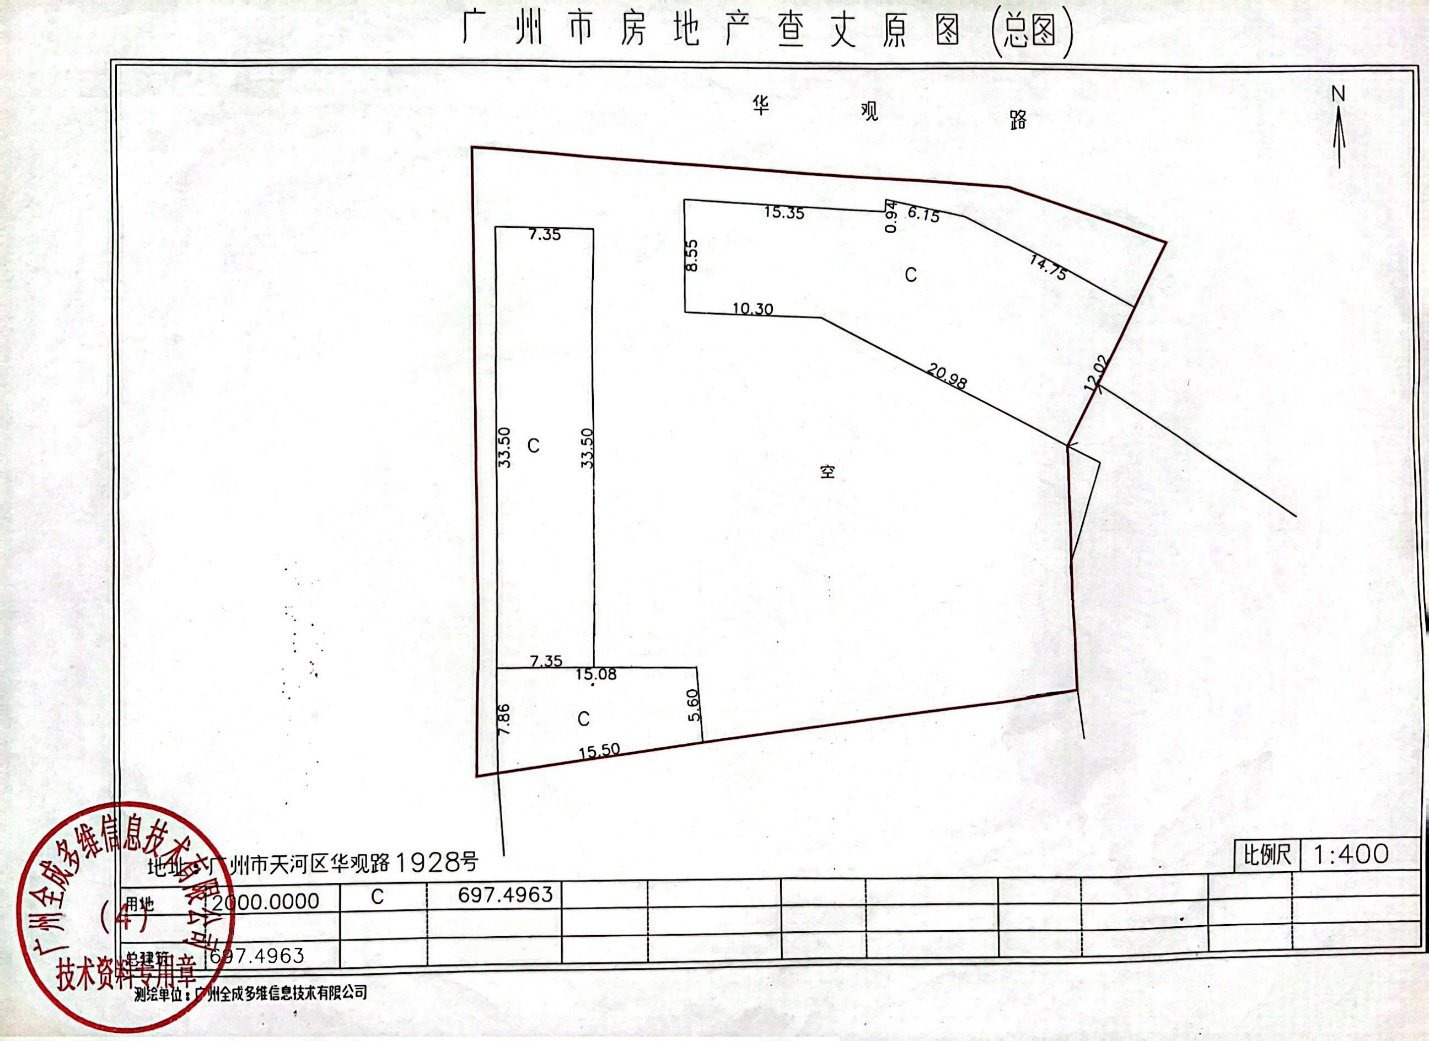 广州市房地产查丈原图(总图)
华观路
N
15.35
0.94
6.15
7.35
8.55
C
14.75
10.30
20.98
12.02
33.50
C
33.50
空
7.35
15.08
7.86
C
5.60
15.50
地址:广州市天河区华观路1928号
比例尺 1:400
用地 2000.0000 C 697.4963
总建筑 697.4963
测绘单位:广州全成多维信息技术有限公司
广州全成多维信息技术有限公司
(4)
技术资料专用章